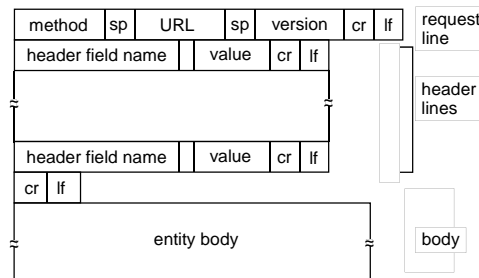 method sp URL sp version cr lf
request
line
header field name value cr lf
header
lines
≈ ≈
header field name value cr lf
cr lf
≈ entity body ≈
body